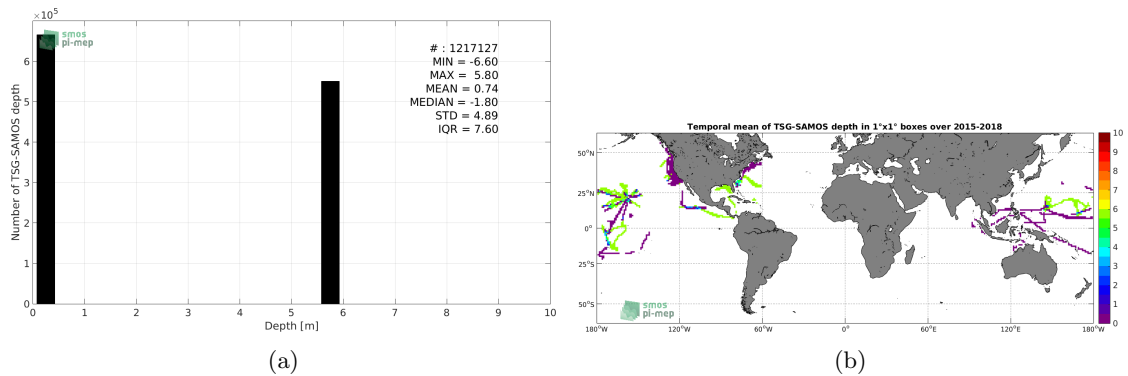 ×10⁵
smos
pi-mep
# : 1217127
MIN = -6.60
MAX = 5.80
MEAN = 0.74
MEDIAN = -1.80
STD = 4.89
IQR = 7.60
Number of TSG-SAMOS depth
6
5
4
3
2
1
0
0 1 2 3 4 5 6 7 8 9 10
Depth [m]
(a)
Temporal mean of TSG-SAMOS depth in 1°x1° boxes over 2015-2018
50°N
25°N
0°
25°S
50°S
smos
pi-mep
180°W 120°W 60°W 0° 60°E 120°E 180°E
10
9
8
7
6
5
4
3
2
1
0
(b)